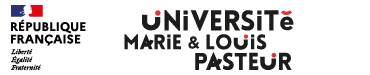 RÉPUBLIQUE
FRANÇAISE
Liberté
Égalité
Fraternité
UNIVERSITé
MARIE & LOUIS
PASTEUR